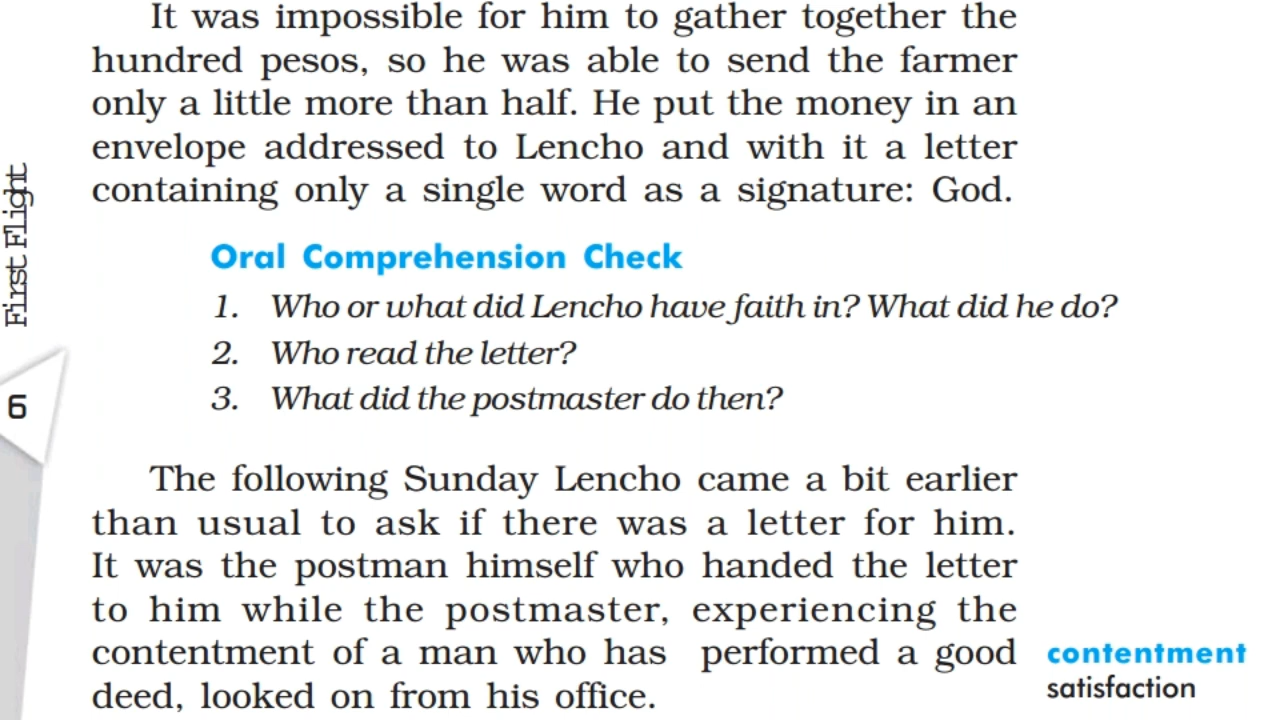 It was impossible for him to gather together the
hundred pesos, so he was able to send the farmer
only a little more than half. He put the money in an
envelope addressed to Lencho and with it a letter
containing only a single word as a signature: God.
First Flight
Oral Comprehension Check
1. Who or what did Lencho have faith in? What did he do?
2. Who read the letter?
3. What did the postmaster do then?
6
The following Sunday Lencho came a bit earlier
than usual to ask if there was a letter for him.
It was the postman himself who handed the letter
to him while the postmaster, experiencing the
contentment of a man who has performed a good
deed, looked on from his office.
contentment
satisfaction